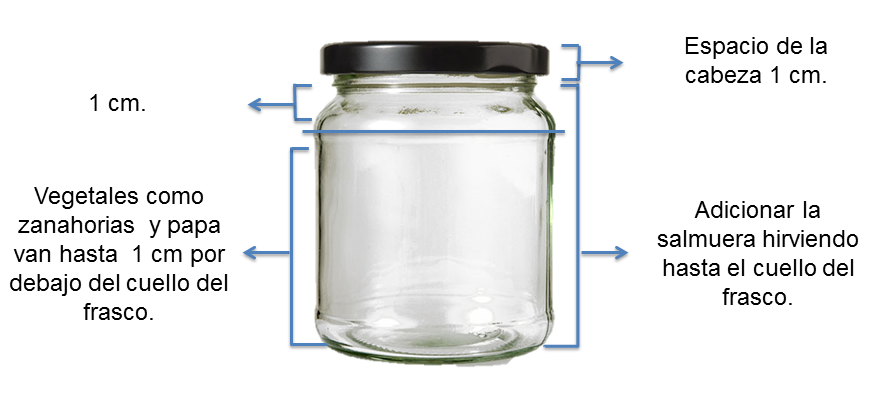 Espacio de la
cabeza 1 cm.
1 cm.
Vegetales como
zanahorias y papa
van hasta 1 cm por
debajo del cuello del
frasco.
Adicionar la
salmuera hirviendo
hasta el cuello del
frasco.